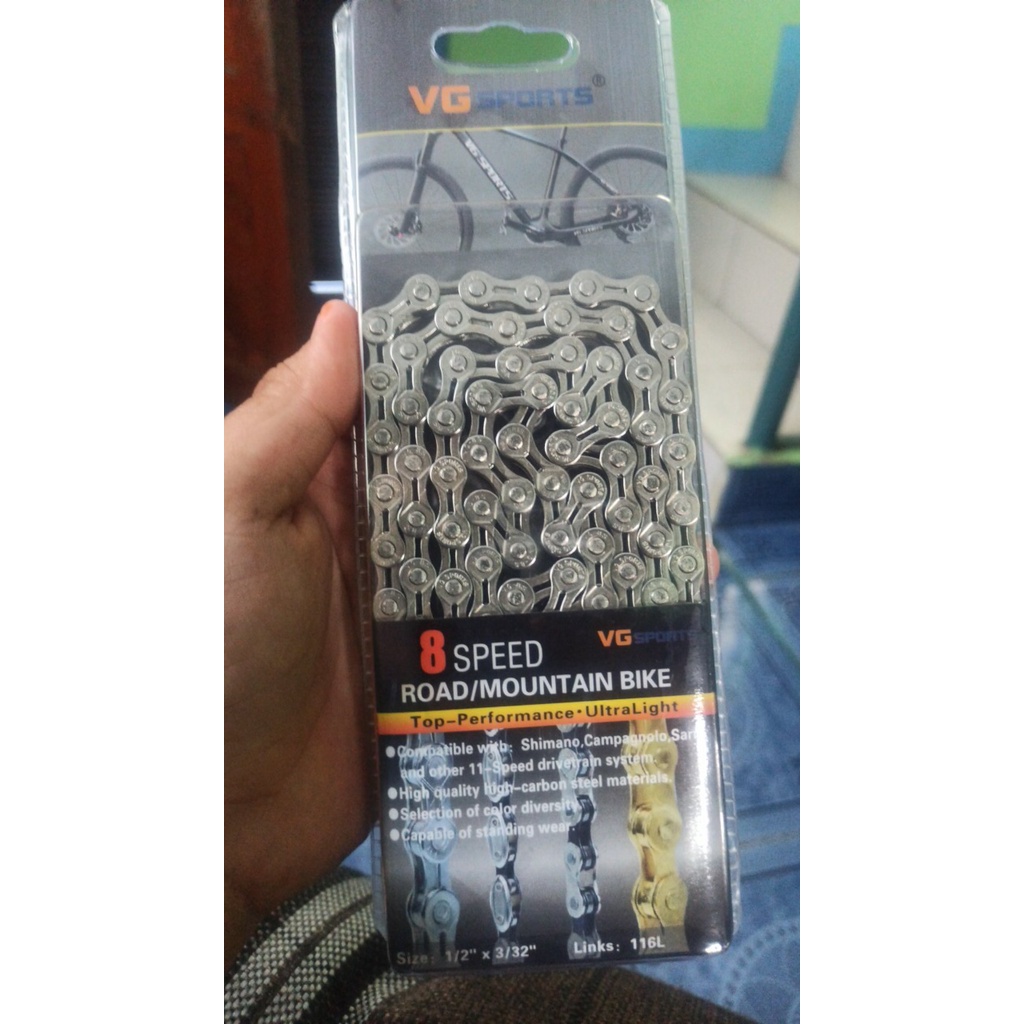 VG SPORTS®
VG SPORTS
8 SPEED
VG SPORTS
ROAD/MOUNTAIN BIKE
Top-Performance·UltraLight
●Compatible with: Shimano,Campagnolo,
and other 11-Speed drivetrain system.
●High quality high-carbon steel materials.
●Selection of color diversity.
●Capable of standing wear.
Size: 1/2" x 3/32"
Links: 116L